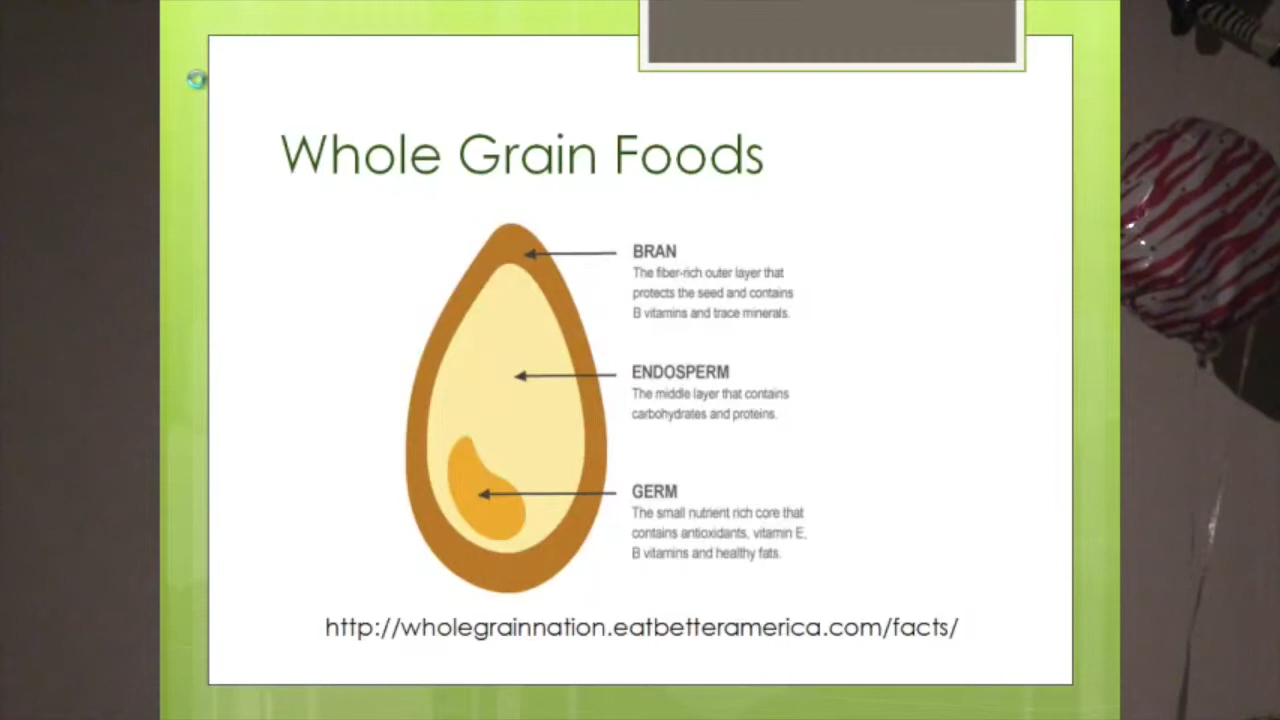 Whole Grain Foods
BRAN
The fiber-rich outer layer that
protects the seed and contains
B vitamins and trace minerals.
ENDOSPERM
The middle layer that contains
carbohydrates and proteins.
GERM
The small nutrient rich core that
contains antioxidants, vitamin E,
B vitamins and healthy fats.
http://wholegrainnation.eatbetteramerica.com/facts/